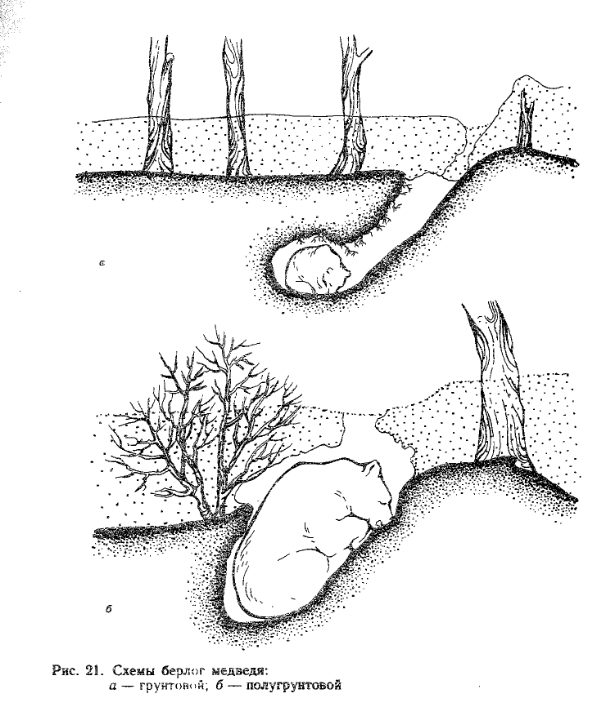 а
б
Рис. 21. Схемы берлог медведя:
а — грунтовой; б — полугрунтовой